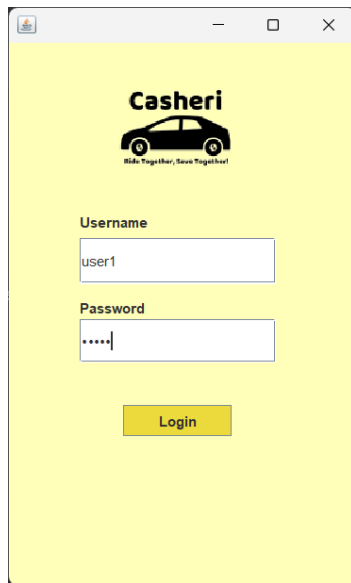 Casheri
Ride Together, Save Together!
Username
user1
Password
•••••
Login